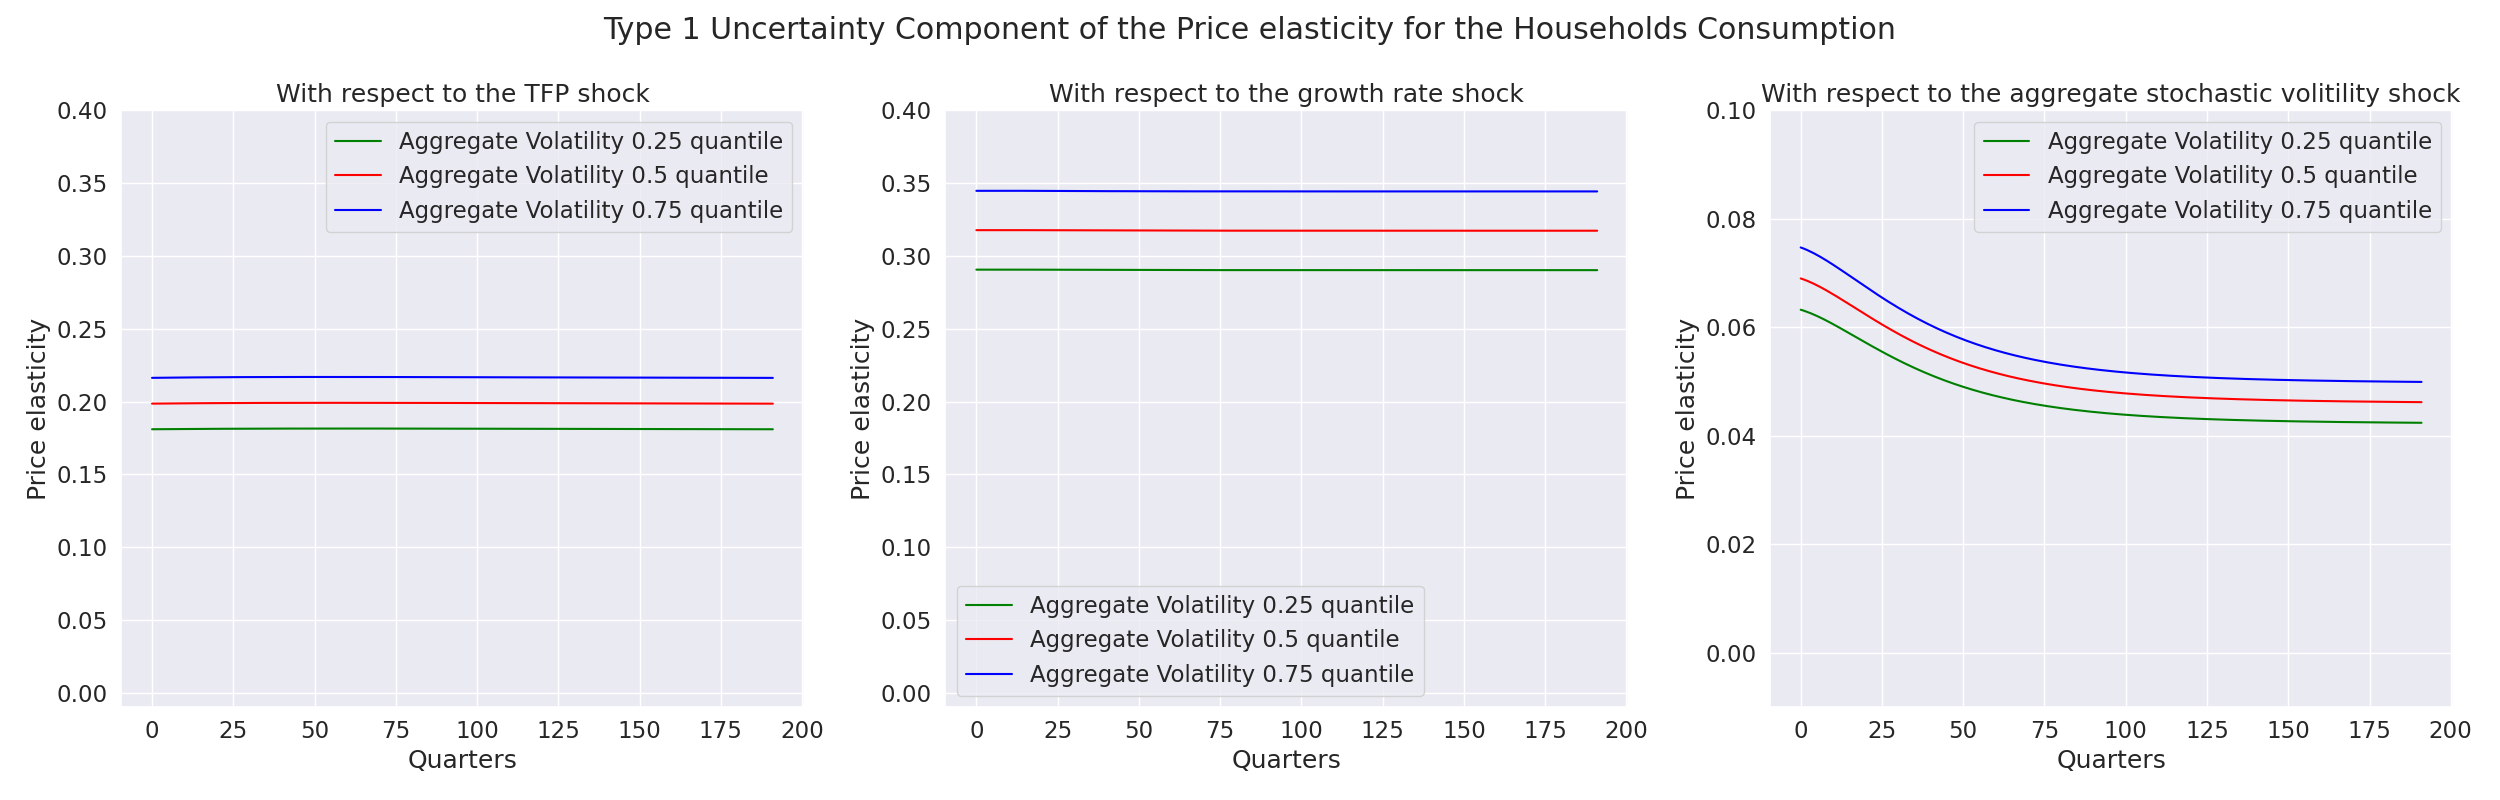 Type 1 Uncertainty Component of the Price elasticity for the Households Consumption
With respect to the TFP shock
0.40
0.35
0.30
0.25
0.20
0.15
0.10
0.05
0.00
Price elasticity
Aggregate Volatility 0.25 quantile
Aggregate Volatility 0.5 quantile
Aggregate Volatility 0.75 quantile
0 25 50 75 100 125 150 175 200
Quarters
With respect to the growth rate shock
0.40
0.35
0.30
0.25
0.20
0.15
0.10
0.05
0.00
Price elasticity
Aggregate Volatility 0.25 quantile
Aggregate Volatility 0.5 quantile
Aggregate Volatility 0.75 quantile
0 25 50 75 100 125 150 175 200
Quarters
With respect to the aggregate stochastic volitility shock
0.10
0.08
0.06
0.04
0.02
0.00
Price elasticity
Aggregate Volatility 0.25 quantile
Aggregate Volatility 0.5 quantile
Aggregate Volatility 0.75 quantile
0 25 50 75 100 125 150 175 200
Quarters